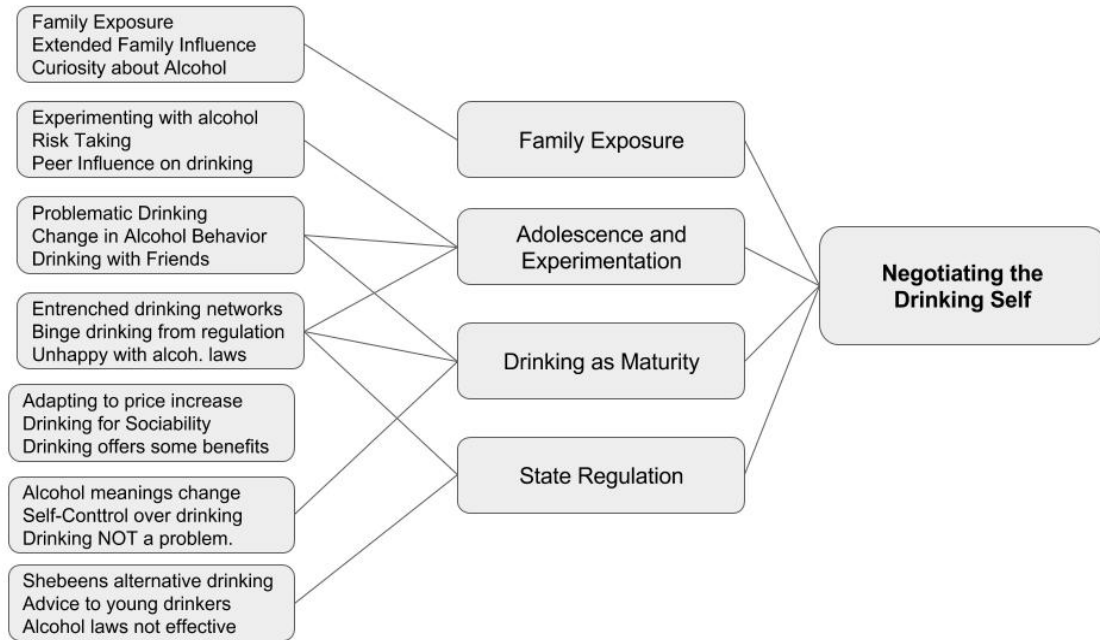 Family Exposure
Extended Family Influence
Curiosity about Alcohol
Experimenting with alcohol
Risk Taking
Peer Influence on drinking
Problematic Drinking
Change in Alcohol Behavior
Drinking with Friends
Entrenched drinking networks
Binge drinking from regulation
Unhappy with alcoh. laws
Adapting to price increase
Drinking for Sociability
Drinking offers some benefits
Alcohol meanings change
Self-Conttrol over drinking
Drinking NOT a problem.
Shebeens alternative drinking
Advice to young drinkers
Alcohol laws not effective
Family Exposure
Adolescence and
Experimentation
Drinking as Maturity
State Regulation
Negotiating the
Drinking Self